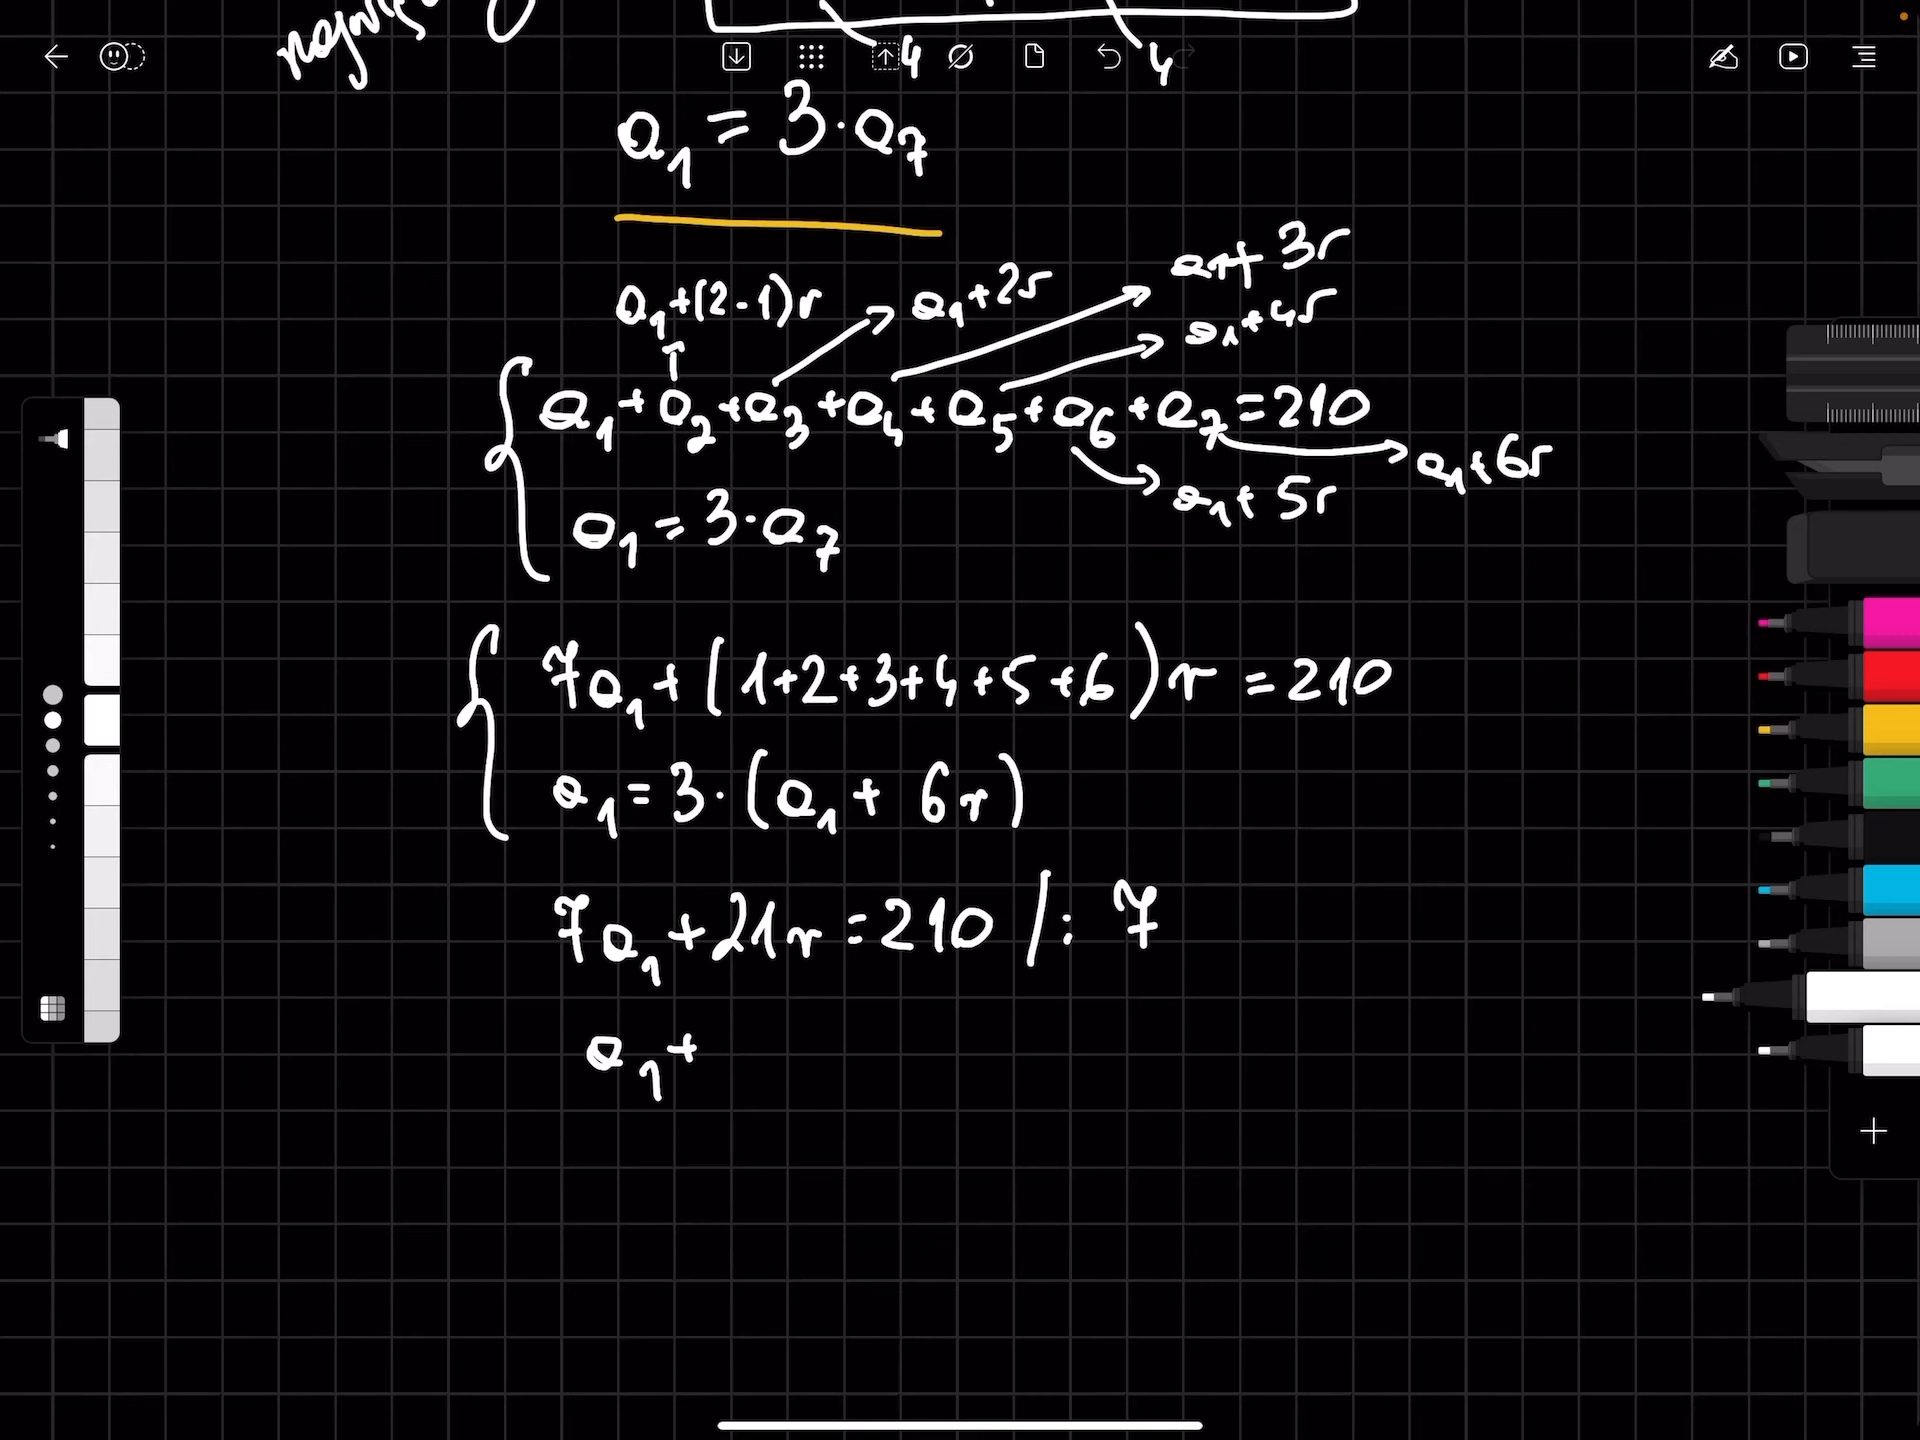 4 4
a₁ = 3·a₇
a₁+3r
a₁+(2-1)r a₁+2r
a₁+4r
a₁+a₂+a₃+a₄+a₅+a₆+a₇=210
a₁+6r
a₁+5r
a₁ = 3·a₇
7a₁+(1+2+3+4+5+6)r =210
a₁=3·(a₁+ 6r)
7a₁+21r=210 /: 7
a₁+